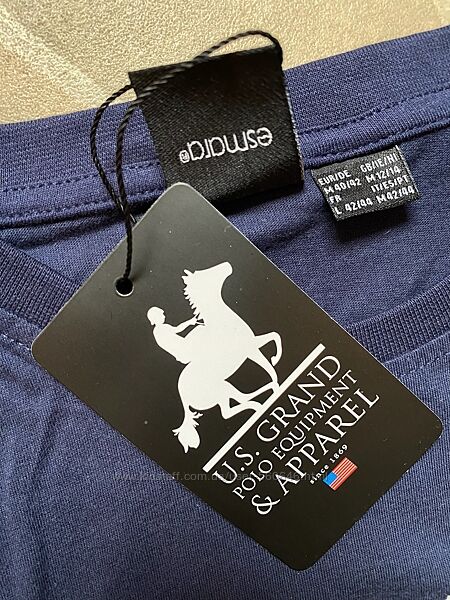 esmara®
EUR/DE GB/IE/NI
M 40/42 M 12/14
FR IT/ES/PT
L 42/44 M 42/44
U.S. GRAND
POLO EQUIPMENT
& APPAREL
since 1869